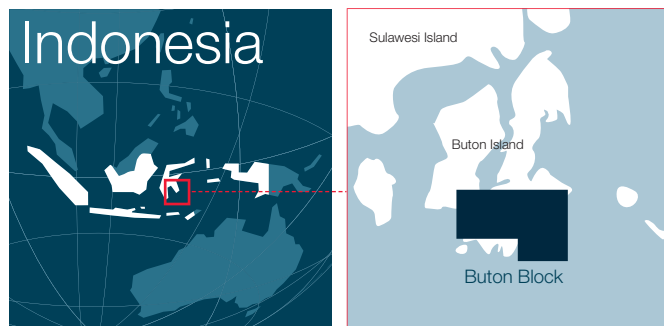 Indonesia
Sulawesi Island
Buton Island
Buton Block